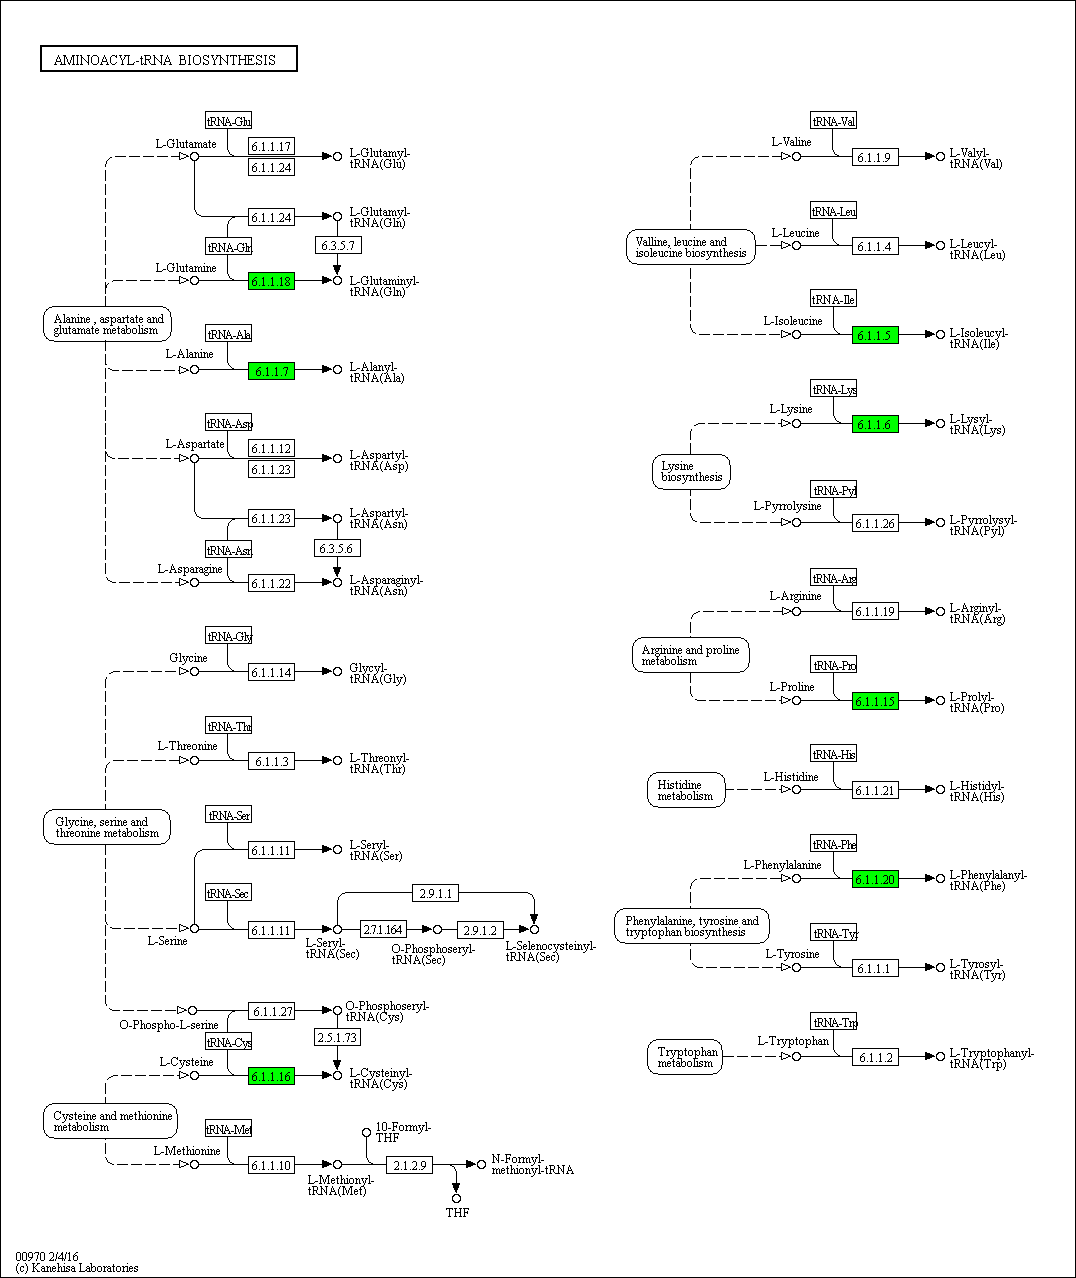 AMINOACYL-tRNA BIOSYNTHESIS
tRNA-Glu
L-Glutamate
6.1.1.17
6.1.1.24
L-Glutamyl-
tRNA(Glu)
6.1.1.24
L-Glutamyl-
tRNA(Gln)
tRNA-Gln
6.3.5.7
L-Glutamine
6.1.1.18
L-Glutaminyl-
tRNA(Gln)
Alanine , aspartate and
glutamate metabolism
tRNA-Ala
L-Alanine
6.1.1.7
L-Alanyl-
tRNA(Ala)
tRNA-Asp
L-Aspartate
6.1.1.12
6.1.1.23
L-Aspartyl-
tRNA(Asp)
6.1.1.23
L-Aspartyl-
tRNA(Asn)
tRNA-Asn
6.3.5.6
L-Asparagine
6.1.1.22
L-Asparaginyl-
tRNA(Asn)
tRNA-Gly
Glycine
6.1.1.14
Glycyl-
tRNA(Gly)
tRNA-Thr
L-Threonine
6.1.1.3
L-Threonyl-
tRNA(Thr)
Glycine, serine and
threonine metabolism
tRNA-Ser
6.1.1.11
L-Seryl-
tRNA(Ser)
tRNA-Sec
2.9.1.1
L-Serine
6.1.1.11
L-Seryl-
tRNA(Sec)
2.7.1.164
O-Phosphoseryl-
tRNA(Sec)
2.9.1.2
L-Selenocysteinyl-
tRNA(Sec)
O-Phospho-L-serine
6.1.1.27
O-Phosphoseryl-
tRNA(Cys)
tRNA-Cys
2.5.1.73
L-Cysteine
6.1.1.16
L-Cysteinyl-
tRNA(Cys)
Cysteine and methionine
metabolism
tRNA-Met
L-Methionine
6.1.1.10
L-Methionyl-
tRNA(Met)
10-Formyl-
THF
2.1.2.9
N-Formyl-
methionyl-tRNA
THF
tRNA-Val
L-Valine
6.1.1.9
L-Valyl-
tRNA(Val)
tRNA-Leu
Valline, leucine and
isoleucine biosynthesis
L-Leucine
6.1.1.4
L-Leucyl-
tRNA(Leu)
tRNA-Ile
L-Isoleucine
6.1.1.5
L-Isoleucyl-
tRNA(Ile)
tRNA-Lys
L-Lysine
6.1.1.6
L-Lysyl-
tRNA(Lys)
Lysine
biosynthesis
tRNA-Pyl
L-Pyrrolysine
6.1.1.26
L-Pyrrolysyl-
tRNA(Pyl)
tRNA-Arg
L-Arginine
6.1.1.19
L-Arginyl-
tRNA(Arg)
Arginine and proline
metabolism
tRNA-Pro
L-Proline
6.1.1.15
L-Prolyl-
tRNA(Pro)
tRNA-His
Histidine
metabolism
L-Histidine
6.1.1.21
L-Histidyl-
tRNA(His)
tRNA-Phe
L-Phenylalanine
6.1.1.20
L-Phenylalanyl-
tRNA(Phe)
Phenylalanine, tyrosine and
tryptophan biosynthesis
tRNA-Tyr
L-Tyrosine
6.1.1.1
L-Tyrosyl-
tRNA(Tyr)
tRNA-Trp
Tryptophan
metabolism
L-Tryptophan
6.1.1.2
L-Tryptophanyl-
tRNA(Trp)
00970 2/4/16
(c) Kanehisa Laboratories